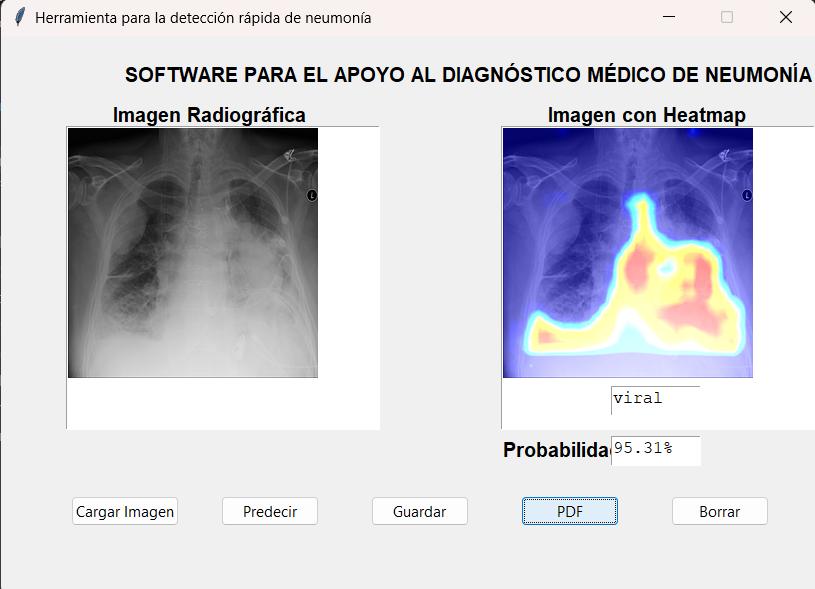 Herramienta para la detección rápida de neumonía
SOFTWARE PARA EL APOYO AL DIAGNÓSTICO MÉDICO DE NEUMONÍA
Imagen Radiográfica
Imagen con Heatmap
L
L
viral
Probabilida
95.31%
Cargar Imagen
Predecir
Guardar
PDF
Borrar